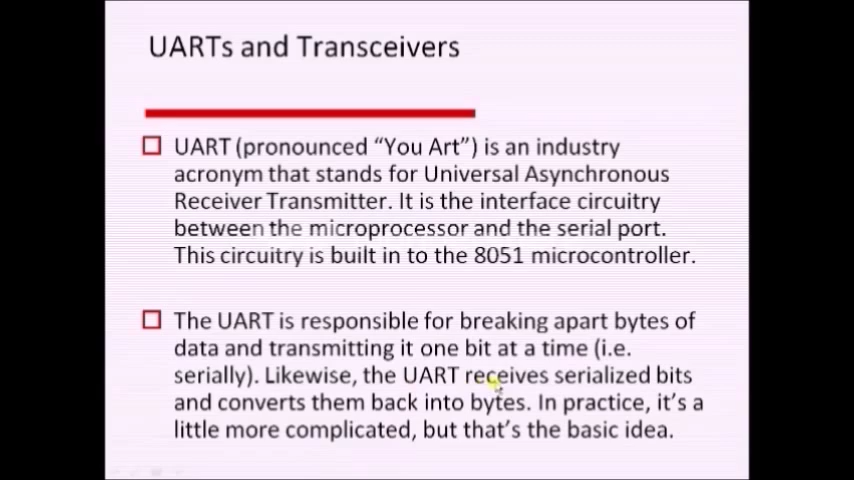 UARTs and Transceivers
UART (pronounced “You Art”) is an industry
acronym that stands for Universal Asynchronous
Receiver Transmitter. It is the interface circuitry
between the microprocessor and the serial port.
This circuitry is built in to the 8051 microcontroller.
The UART is responsible for breaking apart bytes of
data and transmitting it one bit at a time (i.e.
serially). Likewise, the UART receives serialized bits
and converts them back into bytes. In practice, it’s a
little more complicated, but that’s the basic idea.